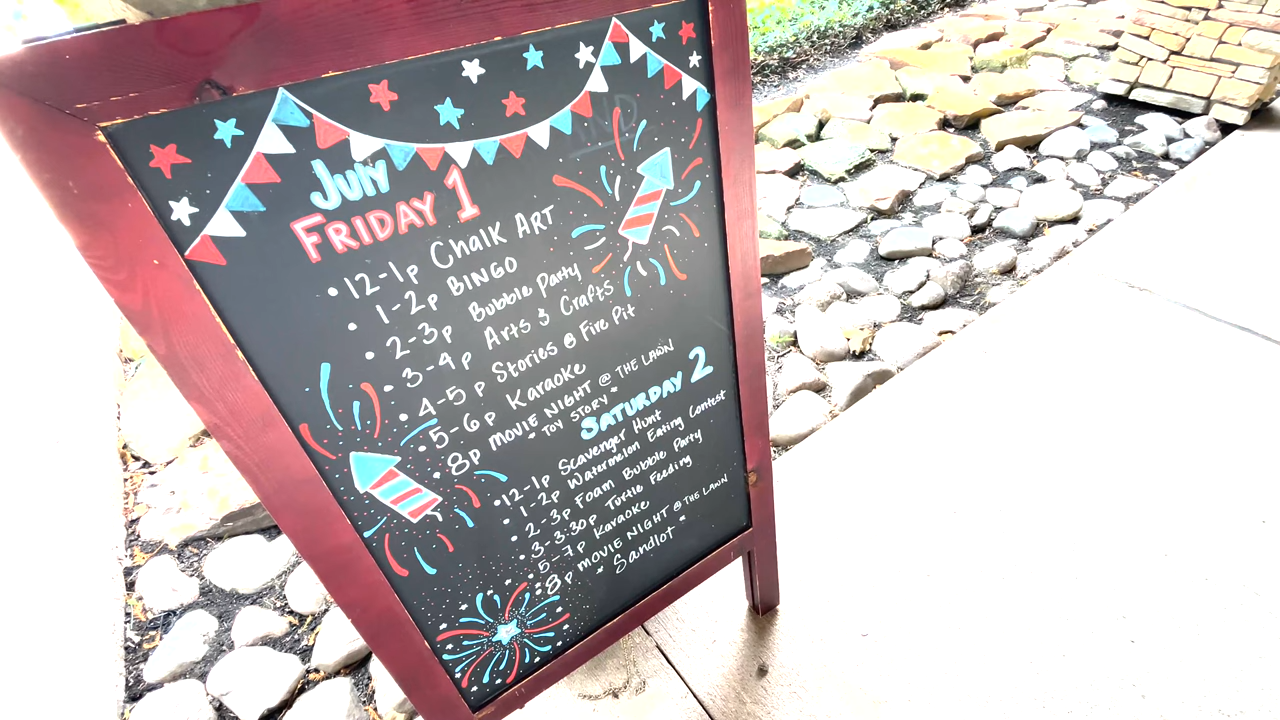 July
FRIDAY 1
• 12-1p Chalk ART
• 1-2p BINGO
• 2-3p Bubble Party
• 3-4p Arts & Crafts
• 4-5p Stories @ Fire Pit
• 5-6p Karaoke
• 8p MOVIE NIGHT @ THE LAWN
* TOY STORY *
SATURDAY 2
• 12-1p Scavenger Hunt
• 1-2p Watermelon Eating Contest
• 2-3p Foam Bubble Party
• 3-3:30p Turtle Feeding
• 5-7p Karaoke
• 8p MOVIE NIGHT @ THE LAWN
* Sandlot *